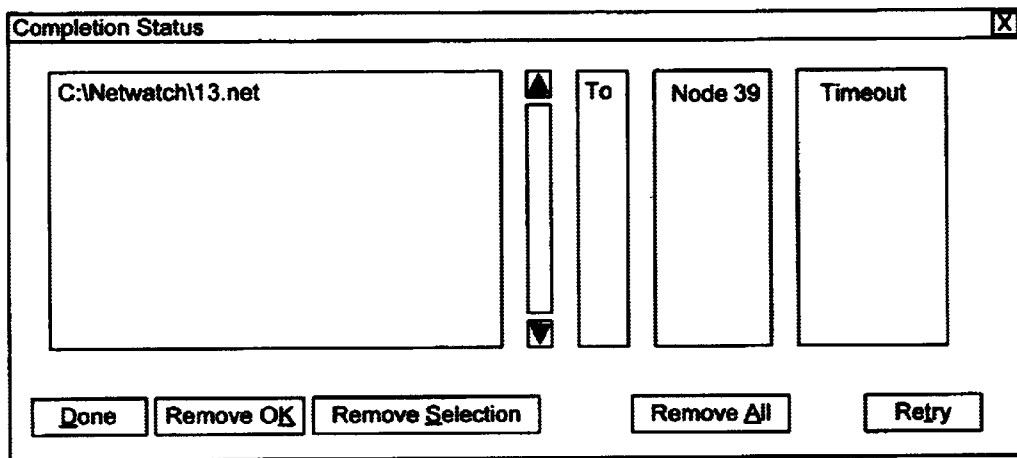 Completion Status X
C:\Netwatch\13.net To Node 39 Timeout
Done Remove OK Remove Selection Remove All Retry